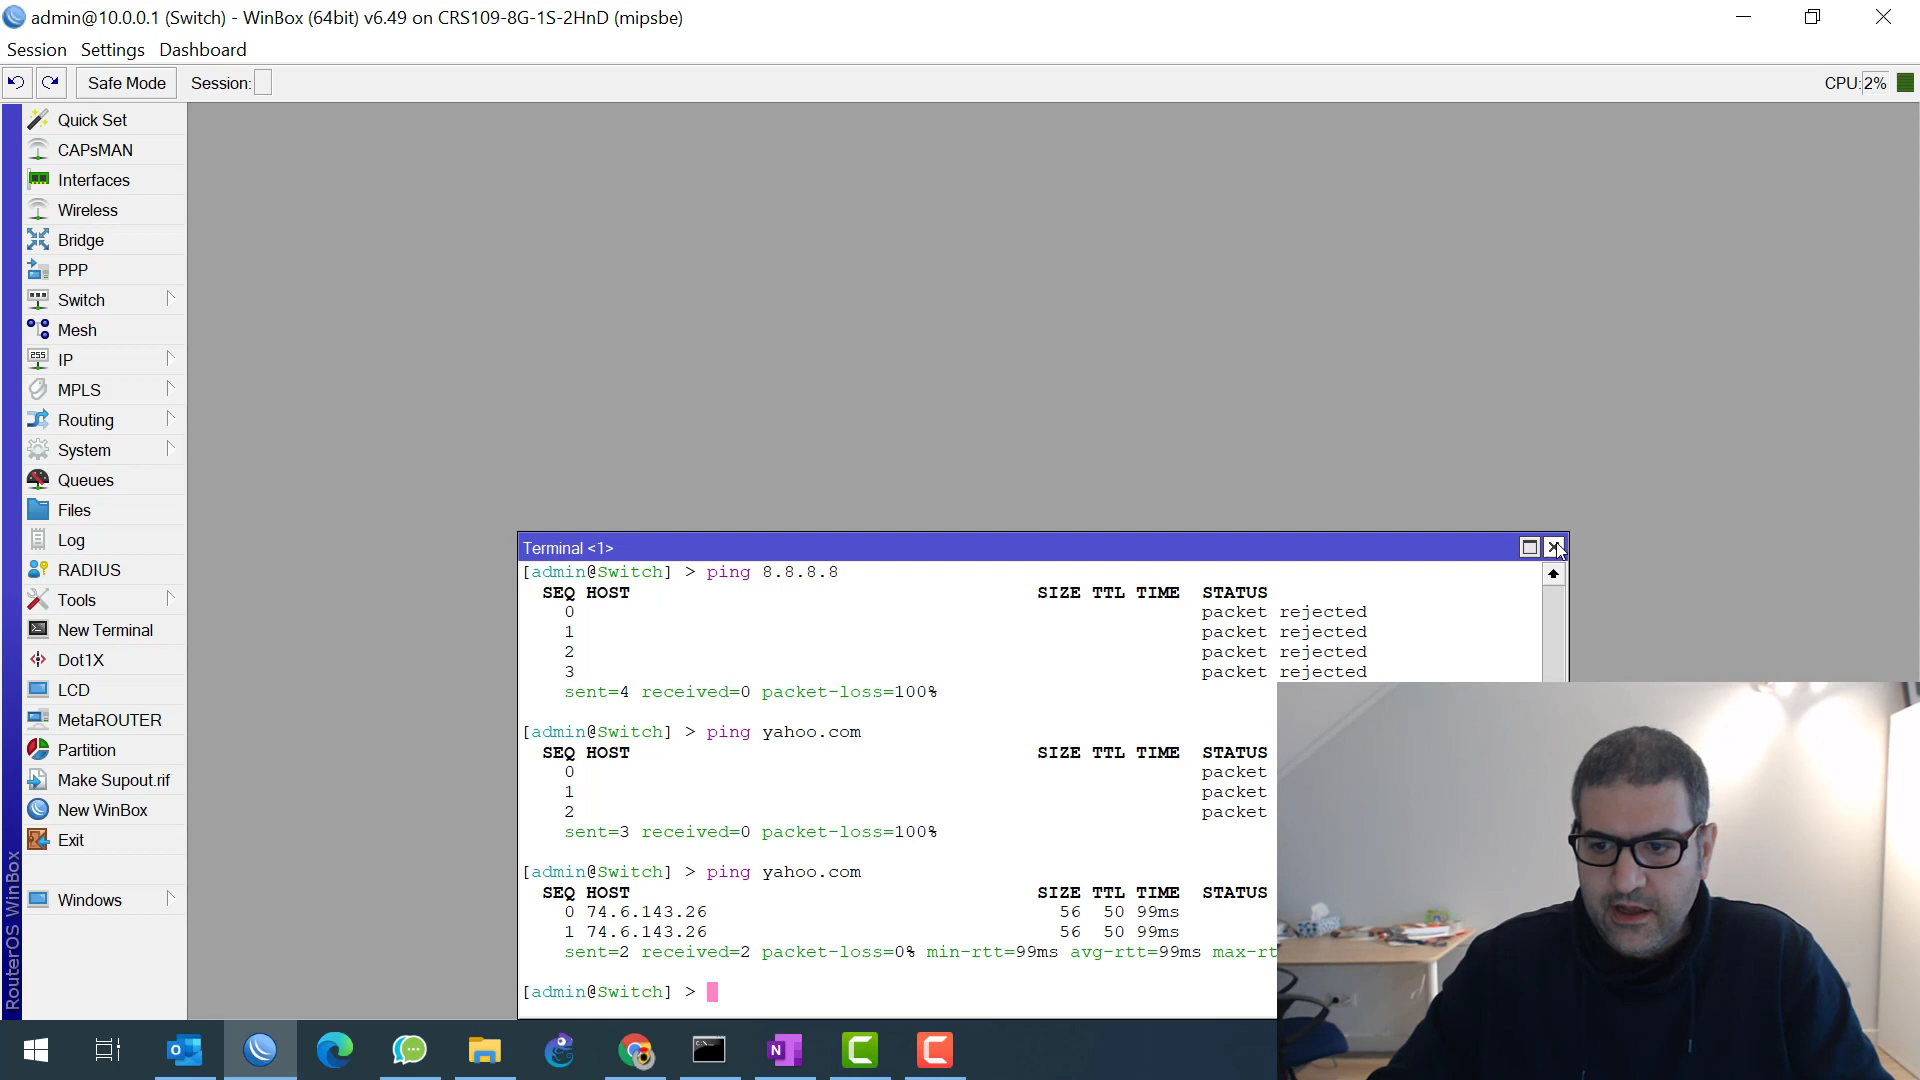 admin@10.0.0.1 (Switch) - WinBox (64bit) v6.49 on CRS109-8G-1S-2HnD (mipsbe)
Session Settings Dashboard
Safe Mode Session: CPU: 2%
Quick Set
CAPsMAN
Interfaces
Wireless
Bridge
PPP
Switch
Mesh
255 IP
MPLS
Routing
System
Queues
Files
Log
RADIUS
Tools
New Terminal
Dot1X
LCD
MetaROUTER
Partition
Make Supout.rif
New WinBox
Exit
Windows
RouterOS WinBox
Terminal <1>
[admin@Switch] > ping 8.8.8.8
SEQ HOST SIZE TTL TIME STATUS
0 packet rejected
1 packet rejected
2 packet rejected
3 packet rejected
sent=4 received=0 packet-loss=100%
[admin@Switch] > ping yahoo.com
SEQ HOST SIZE TTL TIME STATUS
0 packet
1 packet
2 packet
sent=3 received=0 packet-loss=100%
[admin@Switch] > ping yahoo.com
SEQ HOST SIZE TTL TIME STATUS
0 74.6.143.26 56 50 99ms
1 74.6.143.26 56 50 99ms
sent=2 received=2 packet-loss=0% min-rtt=99ms avg-rtt=99ms max-rt
[admin@Switch] >